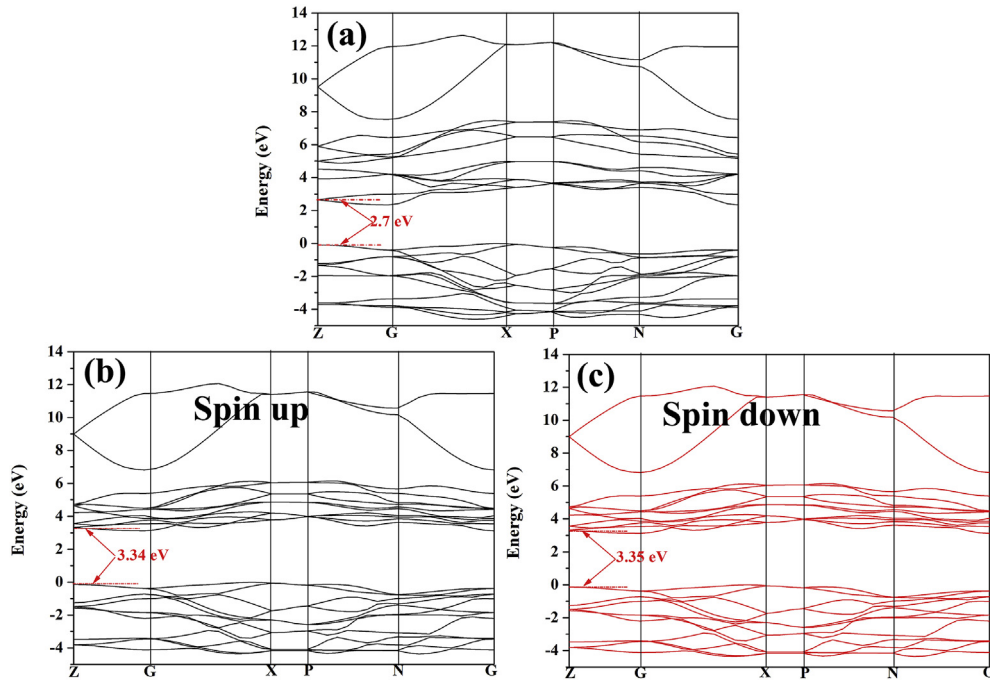 (a)
14
12
10
8
6
4
2
0
-2
-4
Energy (eV)
2.7 eV
Z G X P N G
(b)
Spin up
14
12
10
8
6
4
2
0
-2
-4
Energy (eV)
3.34 eV
Z G X P N G
(c)
Spin down
14
12
10
8
6
4
2
0
-2
-4
Energy (eV)
3.35 eV
Z G X P N